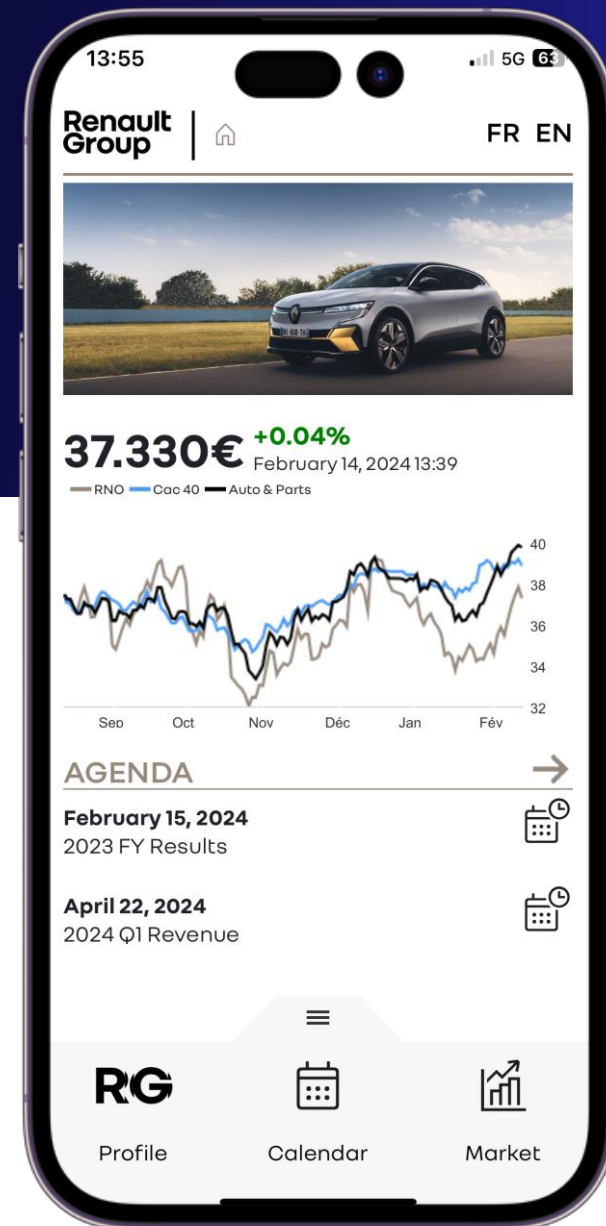 13:55
5G 63
Renault
Group
FR EN
37.330€
+0.04%
February 14, 2024 13:39
RNO Cac 40 Auto & Parts
40
38
36
34
32
Sep Oct Nov Déc Jan Fév
AGENDA
February 15, 2024
2023 FY Results
April 22, 2024
2024 Q1 Revenue
RG
Profile Calendar Market